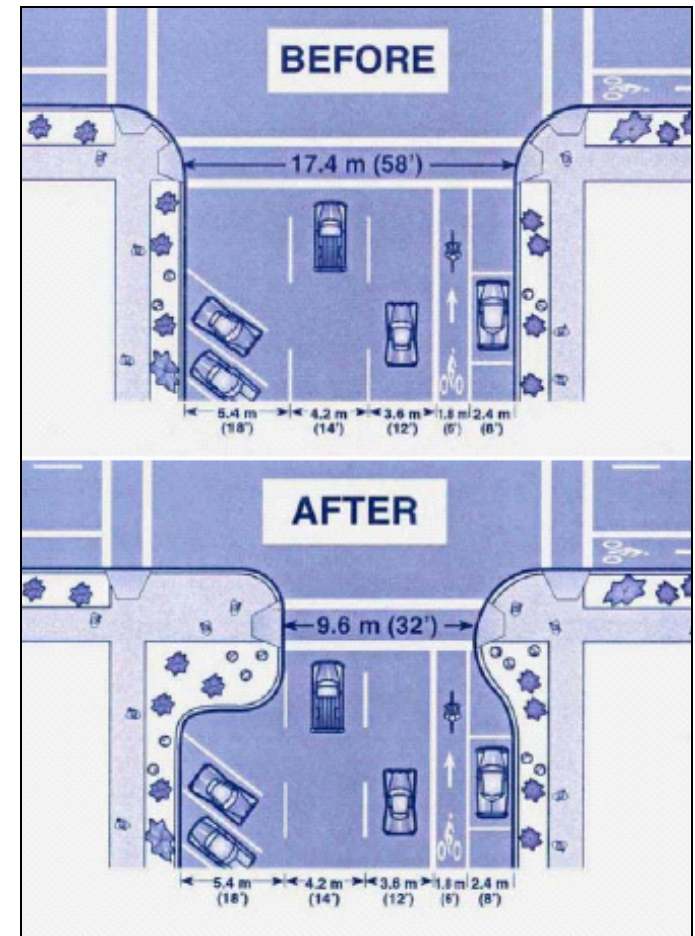 BEFORE
17.4 m (58')
5.4 m 4.2 m 3.6 m 1.8 m 2.4 m
(18') (14') (12') (6') (8')
AFTER
9.6 m (32')
5.4 m 4.2 m 3.6 m 1.8 m 2.4 m
(18') (14') (12') (6') (8')